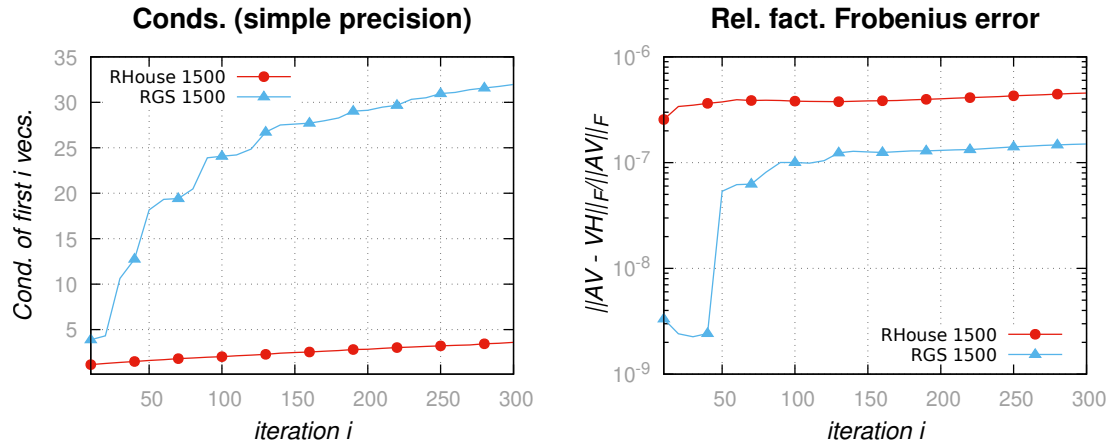 Conds. (simple precision)
Cond. of first i vecs.
35
30
25
20
15
10
5
RHouse 1500
RGS 1500
50 100 150 200 250 300
iteration i
Rel. fact. Frobenius error
||AV - VH||F/||AV||F
10-6
10-7
10-8
10-9
RHouse 1500
RGS 1500
50 100 150 200 250 300
iteration i